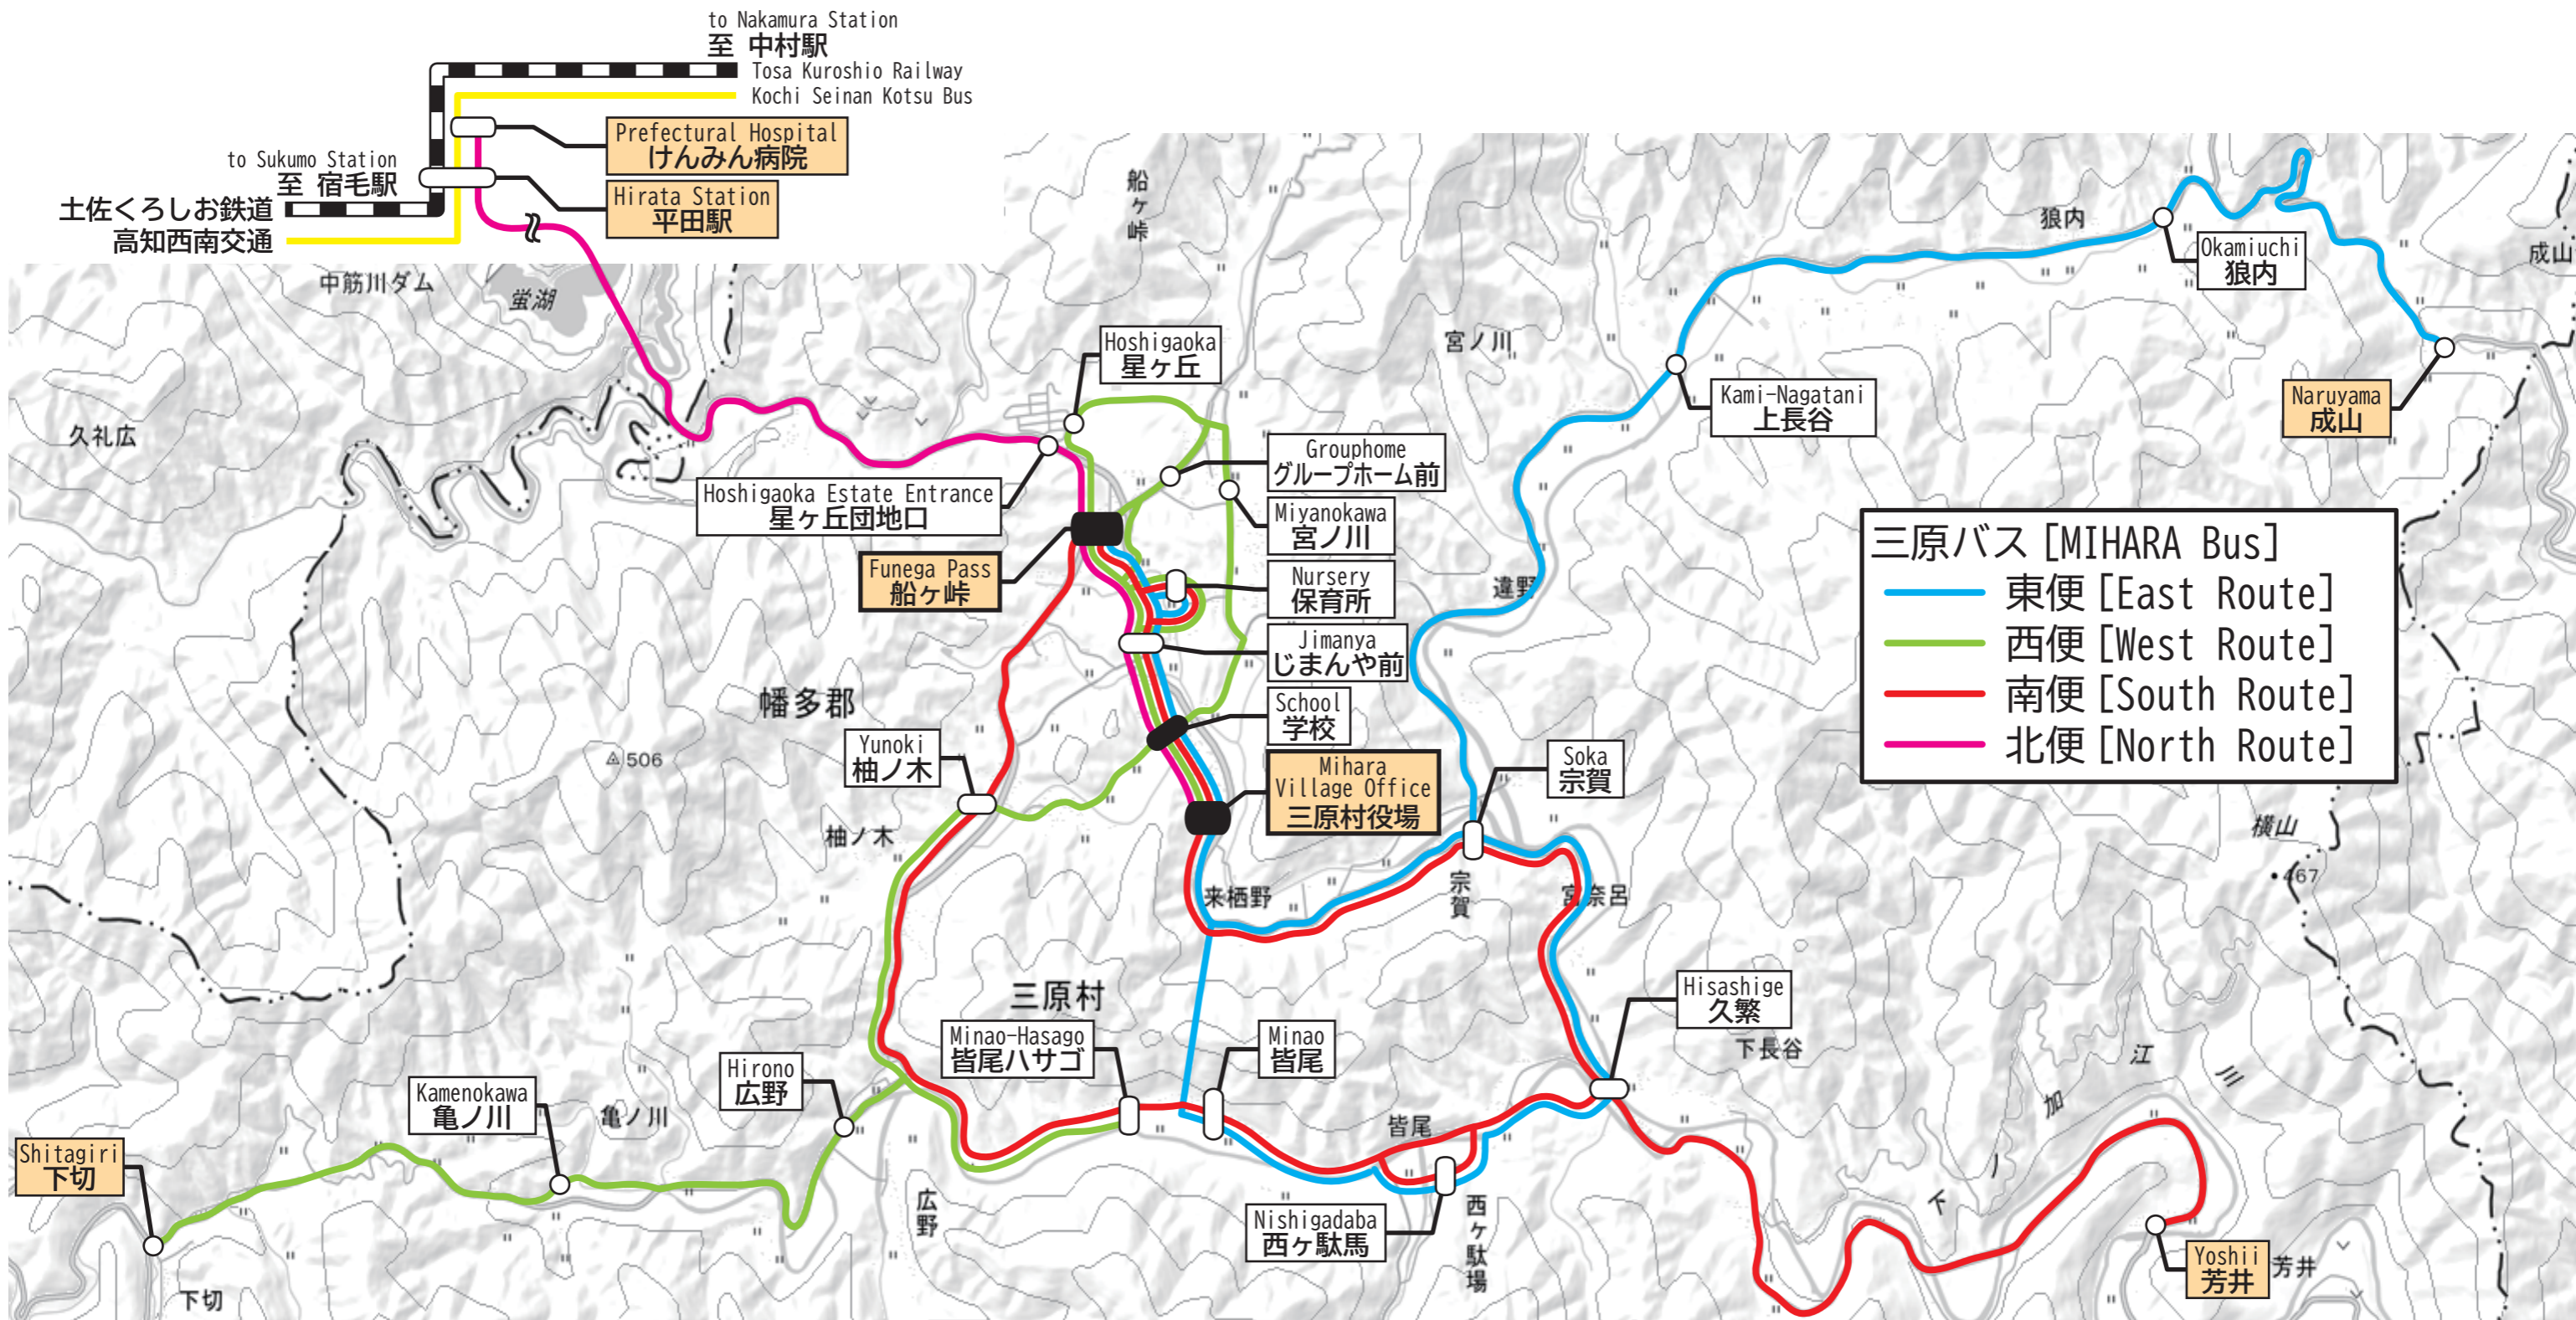 to Nakamura Station
至 中村駅
Tosa Kuroshio Railway
Kochi Seinan Kotsu Bus
Prefectural Hospital
けんみん病院
to Sukumo Station
至 宿毛駅
Hirata Station
平田駅
土佐くろしお鉄道
高知西南交通
中筋川ダム
蛍湖
船ヶ峠
狼内
Okamiuchi
狼内
成山
宮ノ川
Hoshigaoka
星ヶ丘
Kami-Nagatani
上長谷
Naruyama
成山
久礼広
Grouphome
グループホーム前
Hoshigaoka Estate Entrance
星ヶ丘団地口
Miyanokawa
宮ノ川
Funega Pass
船ヶ峠
Nursery
保育所
違野
三原バス [MIHARA Bus]
東便 [East Route]
西便 [West Route]
南便 [South Route]
北便 [North Route]
Jimanya
じまんや前
幡多郡
School
学校
506
Yunoki
柚ノ木
Mihara
Village Office
三原村役場
Soka
宗賀
柚ノ木
横山
467
来栖野
宗賀
宮奈呂
三原村
Hisashige
久繁
下長谷
Minao-Hasago
皆尾ハサゴ
Minao
皆尾
Hirono
広野
Kamenokawa
亀ノ川
亀ノ川
皆尾
下ノ加江川
Shitagiri
下切
広野
Nishigadaba
西ヶ駄馬
西ヶ駄場
Yoshii
芳井
芳井
下切